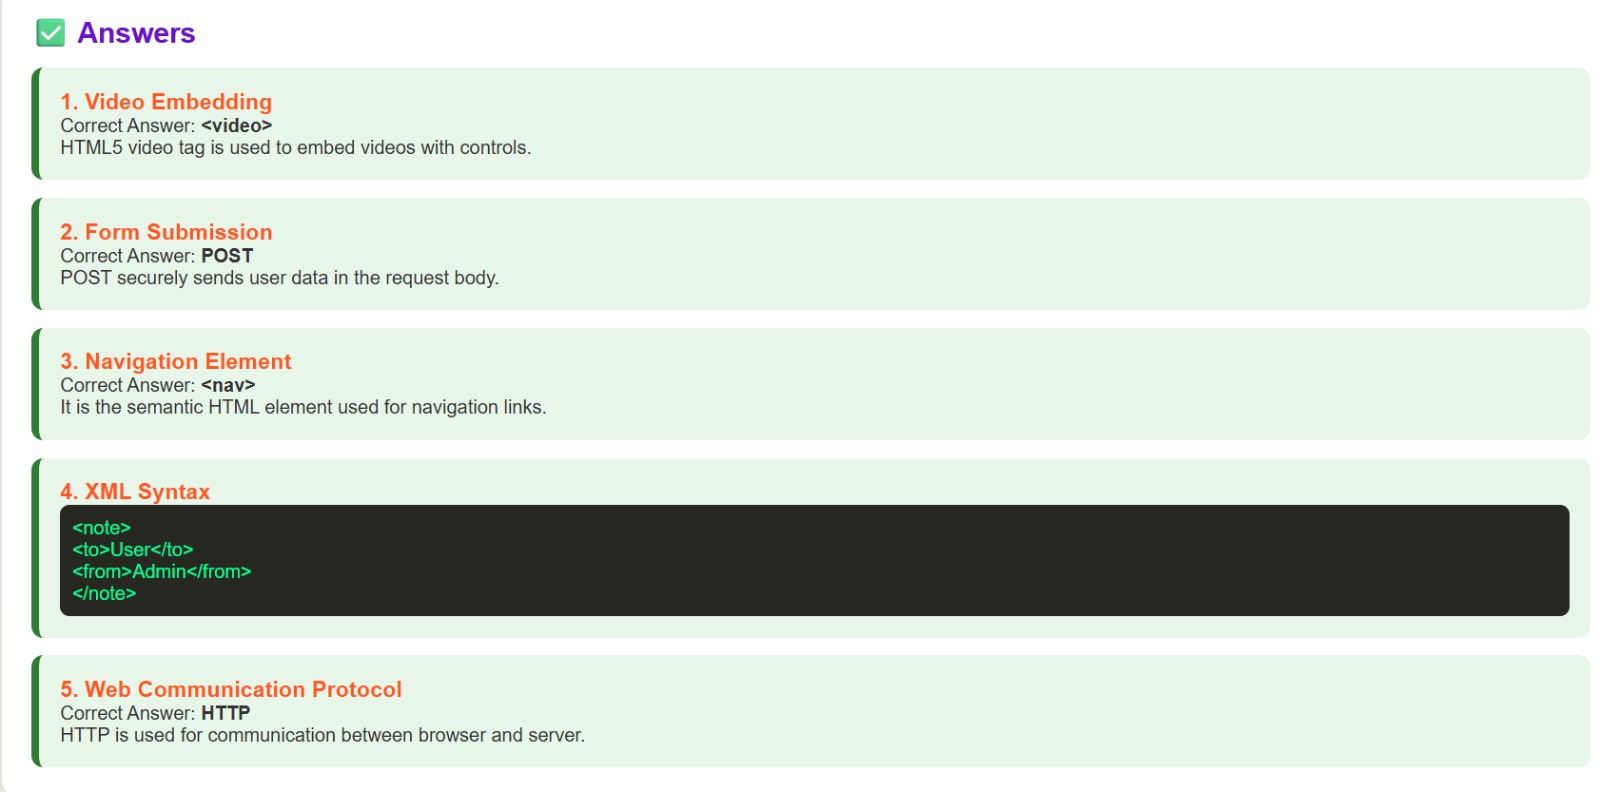 ✅ Answers
1. Video Embedding
Correct Answer: <video>
HTML5 video tag is used to embed videos with controls.
2. Form Submission
Correct Answer: POST
POST securely sends user data in the request body.
3. Navigation Element
Correct Answer: <nav>
It is the semantic HTML element used for navigation links.
4. XML Syntax
<note>
<to>User</to>
<from>Admin</from>
</note>
5. Web Communication Protocol
Correct Answer: HTTP
HTTP is used for communication between browser and server.